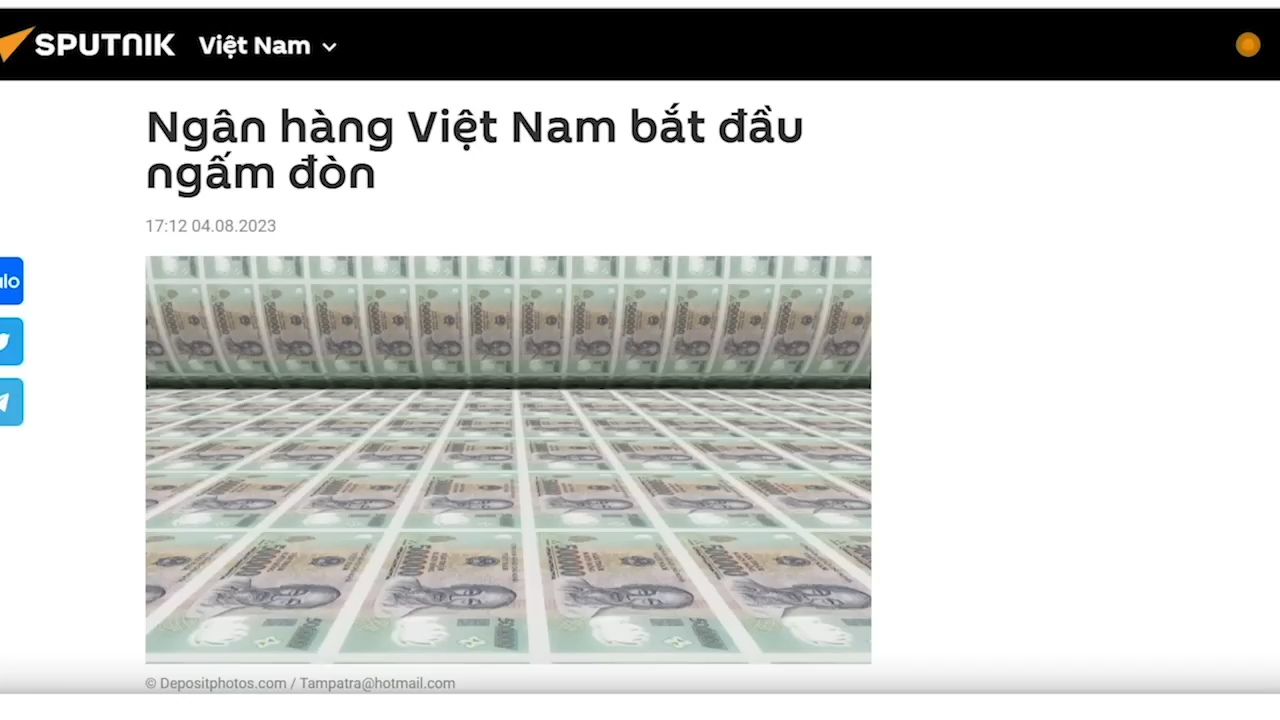 SPUTNIK Việt Nam
Ngân hàng Việt Nam bắt đầu
ngấm đòn
17:12 04.08.2023
alo
© Depositphotos.com / Tampatra@hotmail.com